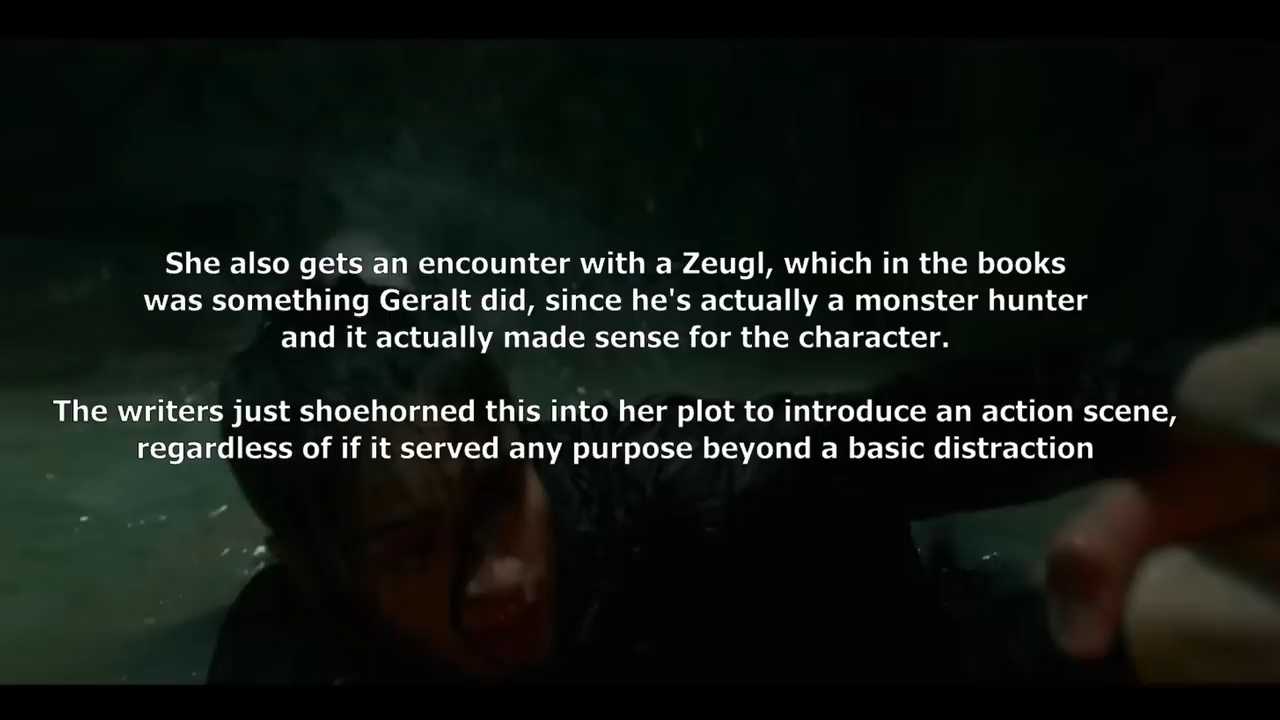 She also gets an encounter with a Zeugl, which in the books
was something Geralt did, since he's actually a monster hunter
and it actually made sense for the character.
The writers just shoehorned this into her plot to introduce an action scene,
regardless of if it served any purpose beyond a basic distraction